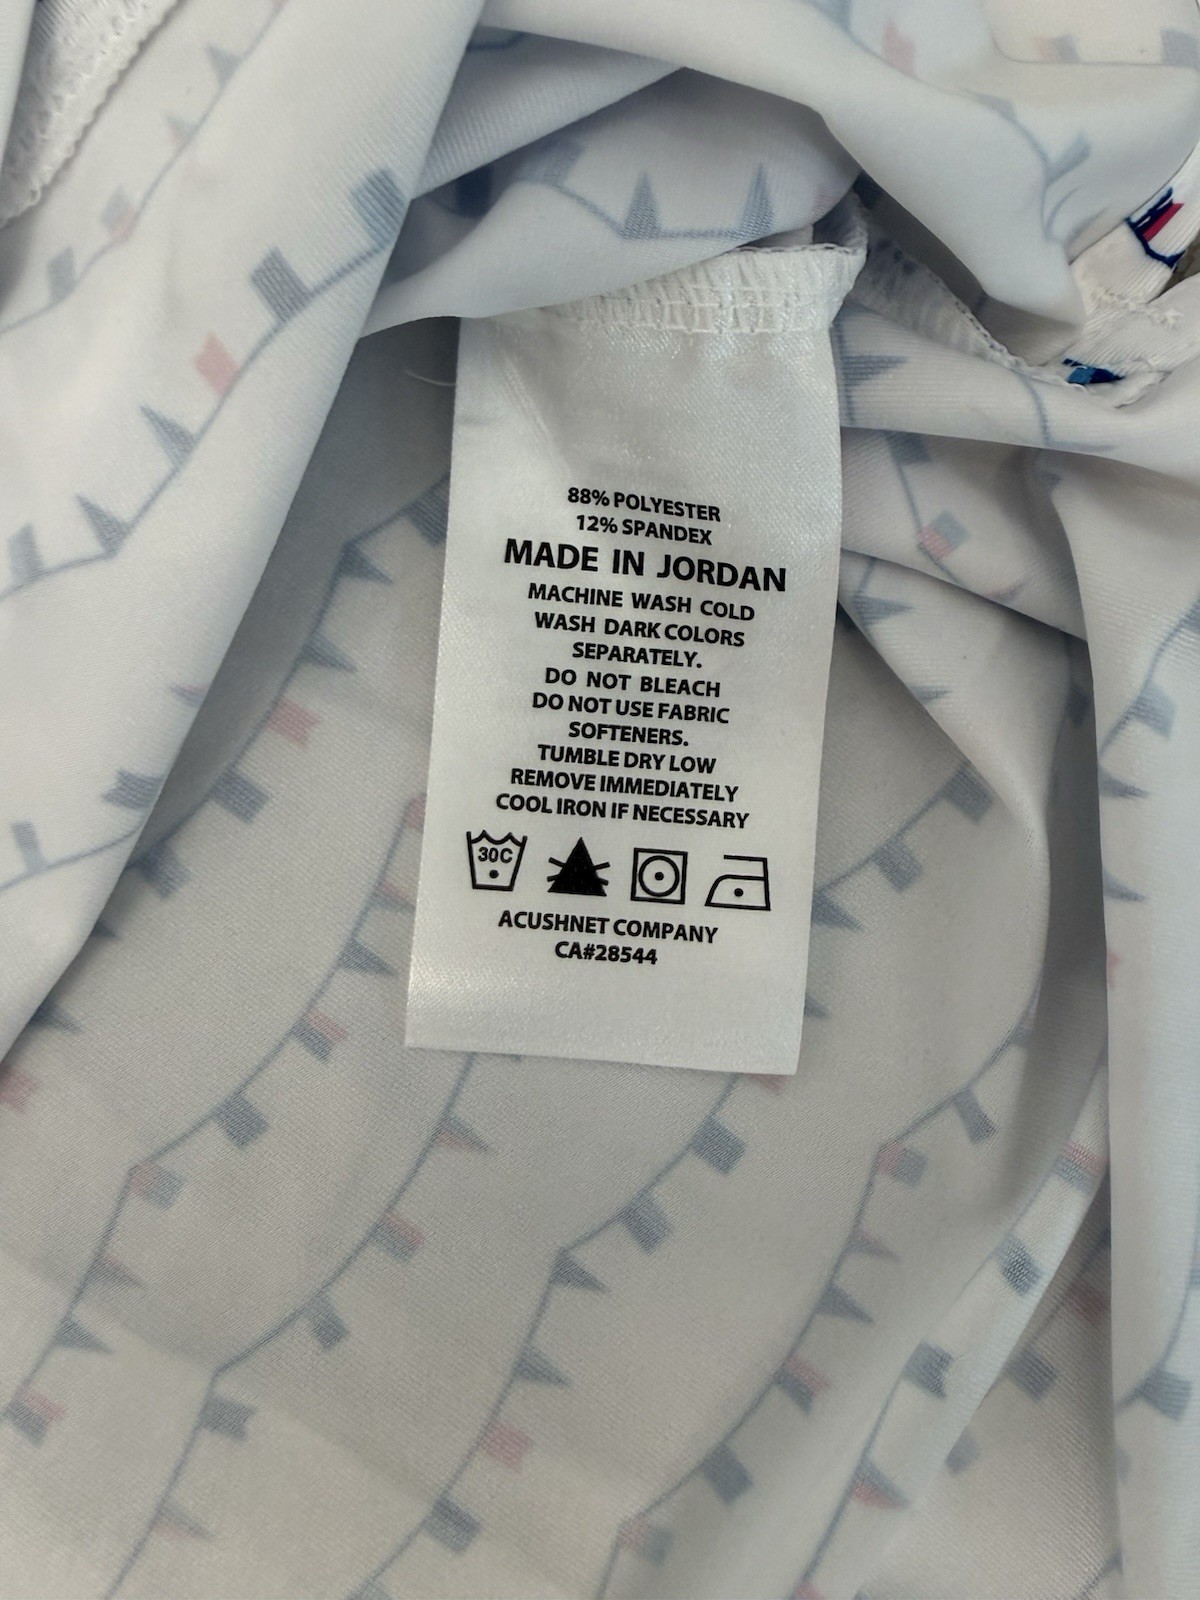 88% POLYESTER
12% SPANDEX
MADE IN JORDAN
MACHINE WASH COLD
WASH DARK COLORS
SEPARATELY.
DO NOT BLEACH
DO NOT USE FABRIC
SOFTENERS.
TUMBLE DRY LOW
REMOVE IMMEDIATELY
COOL IRON IF NECESSARY
30C
ACUSHNET COMPANY
CA#28544